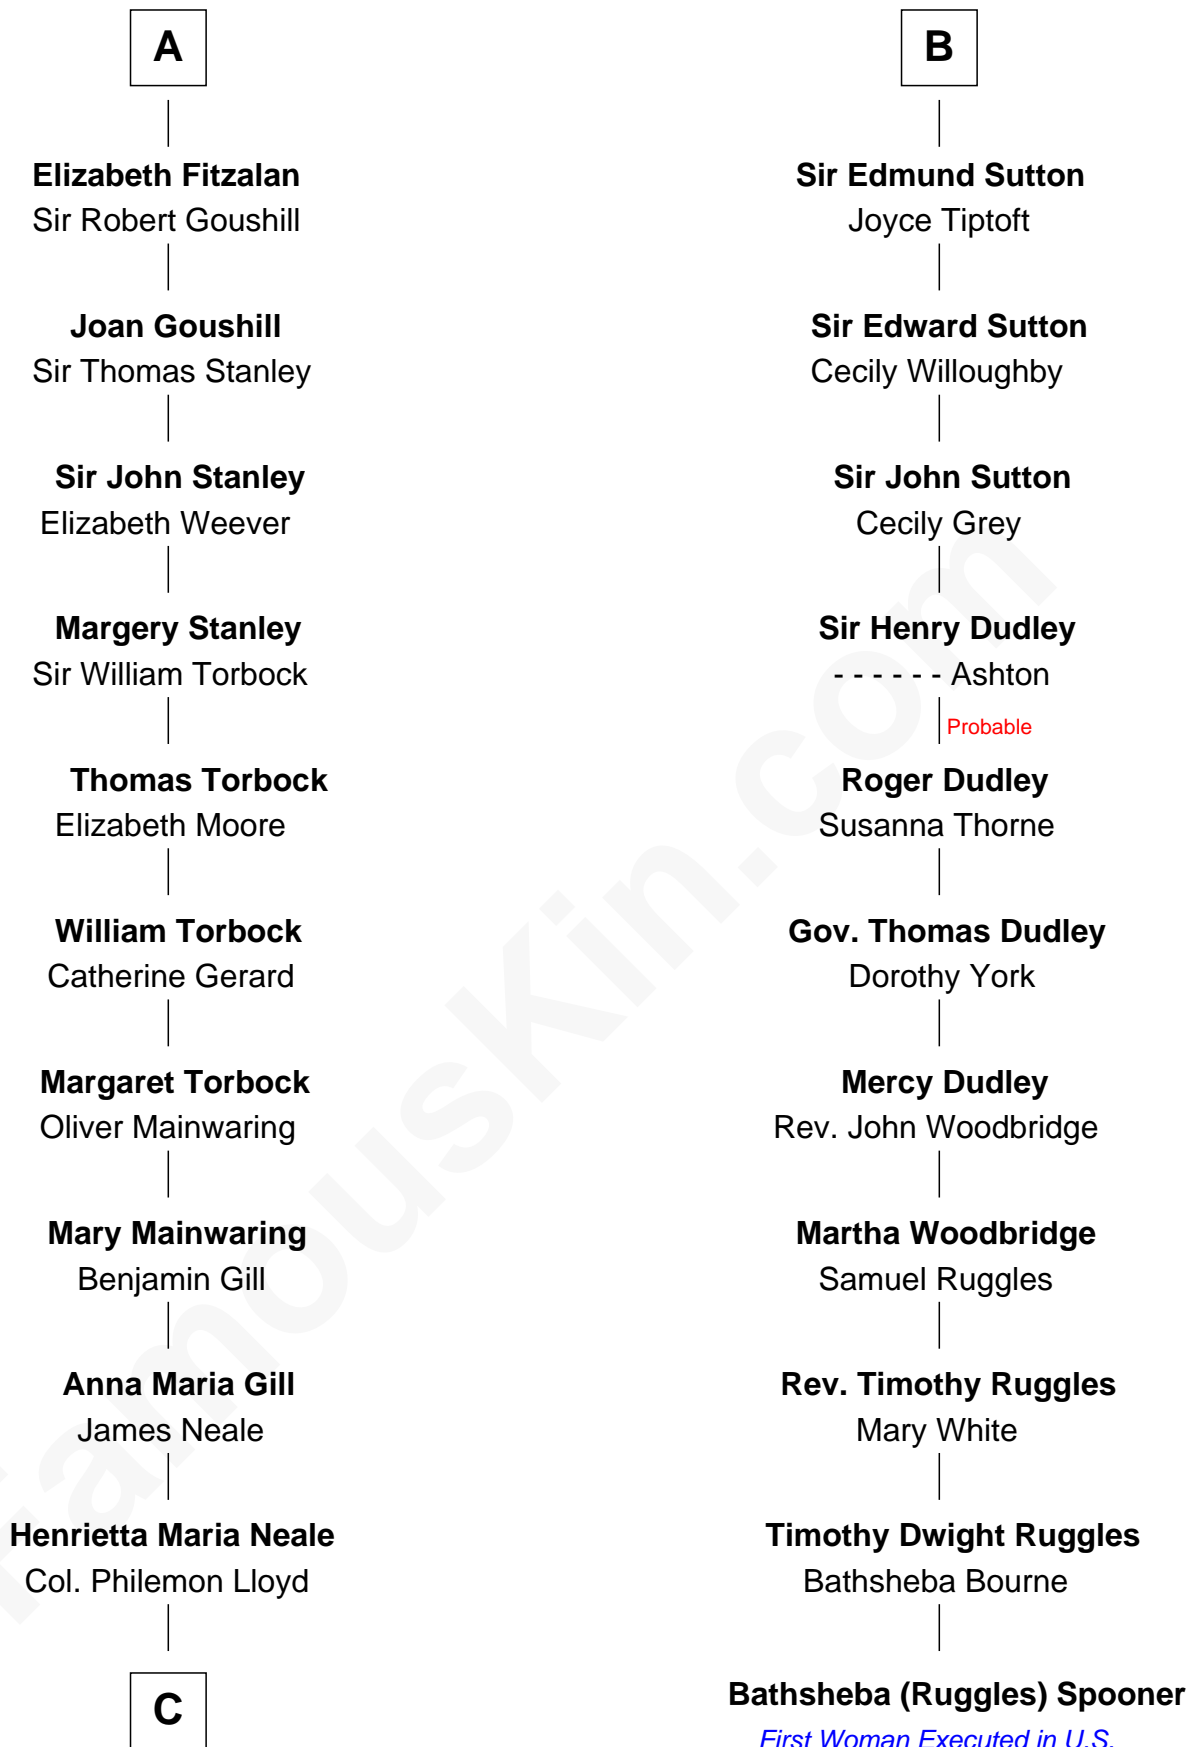 A
Elizabeth Fitzalan
Sir Robert Goushill
Joan Goushill
Sir Thomas Stanley
Sir John Stanley
Elizabeth Weever
Margery Stanley
Sir William Torbock
Thomas Torbock
Elizabeth Moore
William Torbock
Catherine Gerard
Margaret Torbock
Oliver Mainwaring
Mary Mainwaring
Benjamin Gill
Anna Maria Gill
James Neale
Henrietta Maria Neale
Col. Philemon Lloyd
C
B
Sir Edmund Sutton
Joyce Tiptoft
Sir Edward Sutton
Cecily Willoughby
Sir John Sutton
Cecily Grey
Sir Henry Dudley
- - - - - - Ashton
Probable
Roger Dudley
Susanna Thorne
Gov. Thomas Dudley
Dorothy York
Mercy Dudley
Rev. John Woodbridge
Martha Woodbridge
Samuel Ruggles
Rev. Timothy Ruggles
Mary White
Timothy Dwight Ruggles
Bathsheba Bourne
Bathsheba (Ruggles) Spooner
First Woman Executed in U.S.
FamousKin.com